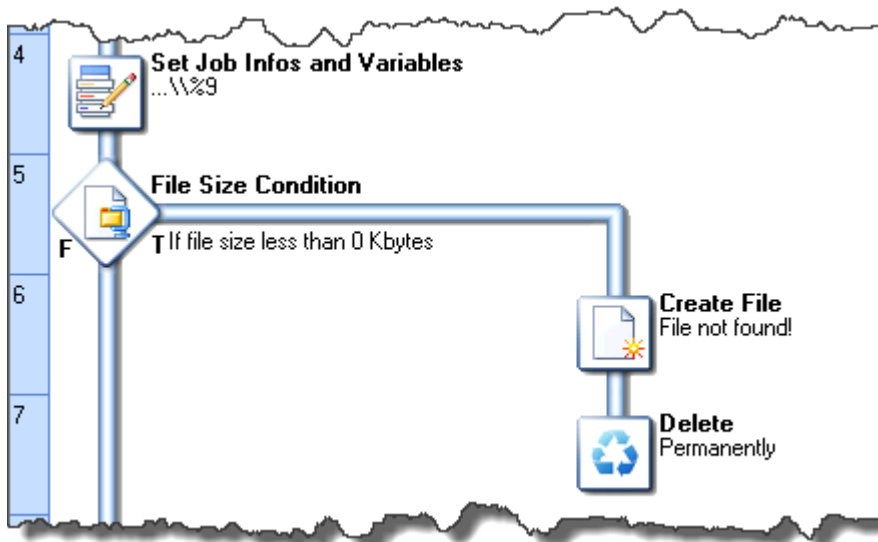 4
Set Job Infos and Variables
...\\%9
5
File Size Condition
F
T If file size less than 0 Kbytes
6
Create File
File not found!
7
Delete
Permanently